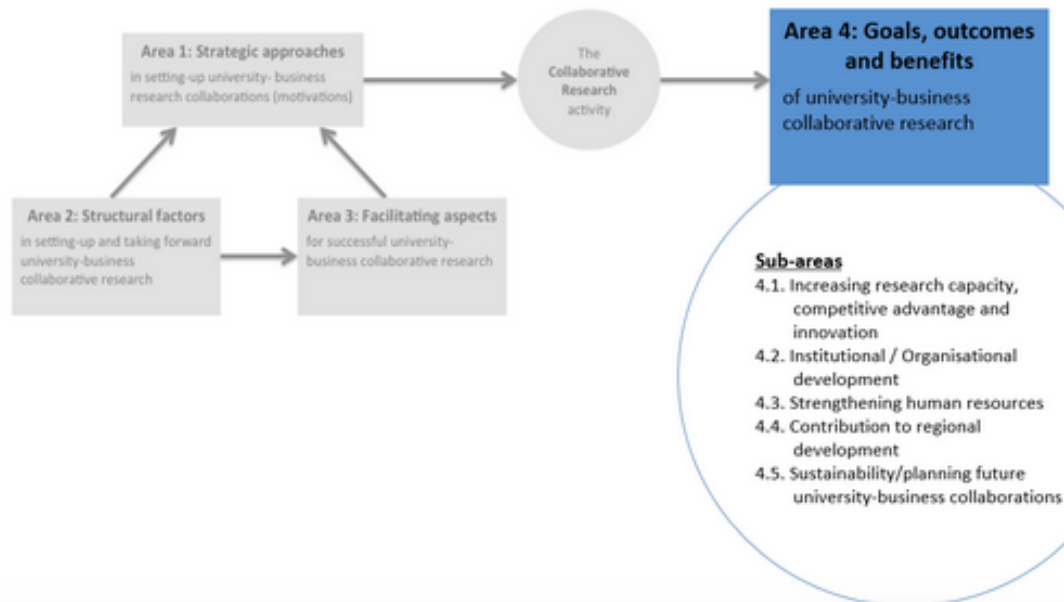 Area 1: Strategic approaches
in setting-up university- business
research collaborations (motivations)
The
Collaborative
Research
activity
Area 4: Goals, outcomes
and benefits
of university-business
collaborative research
Area 2: Structural factors
in setting-up and taking forward
university-business
collaborative research
Area 3: Facilitating aspects
for successful university-
business collaborative research
Sub-areas
4.1. Increasing research capacity,
competitive advantage and
innovation
4.2. Institutional / Organisational
development
4.3. Strengthening human resources
4.4. Contribution to regional
development
4.5. Sustainability/planning future
university-business collaborations